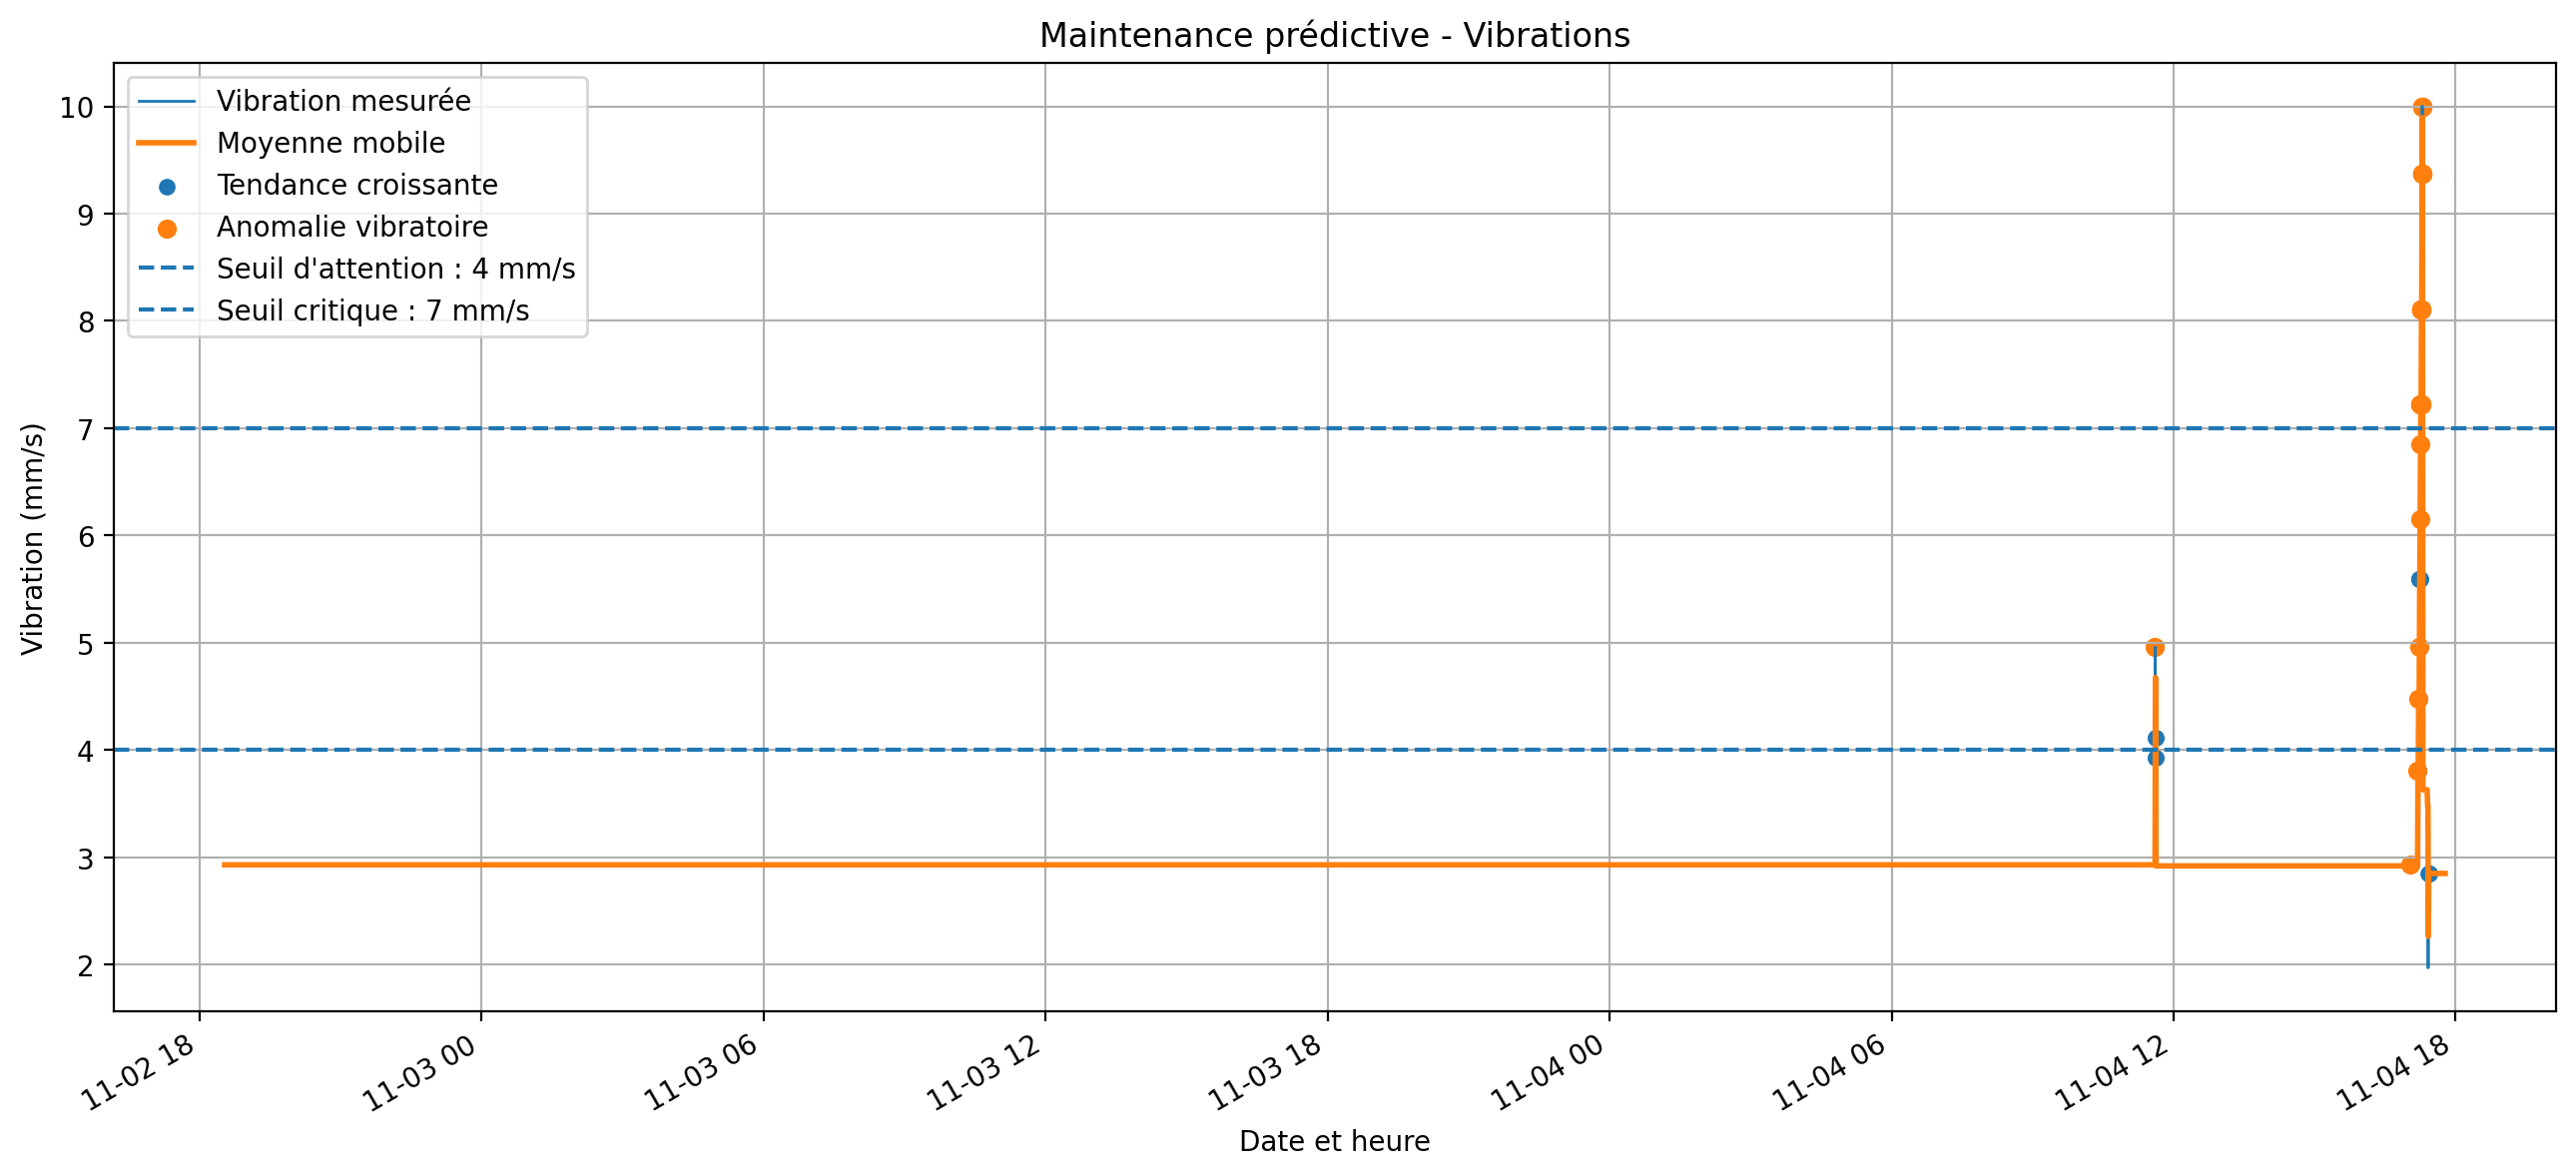 Maintenance prédictive - Vibrations
Vibration mesurée
Moyenne mobile
Tendance croissante
Anomalie vibratoire
Seuil d'attention : 4 mm/s
Seuil critique : 7 mm/s
10
9
8
7
6
5
4
3
2
Vibration (mm/s)
11-02 18
11-03 00
11-03 06
11-03 12
11-03 18
11-04 00
11-04 06
11-04 12
11-04 18
Date et heure